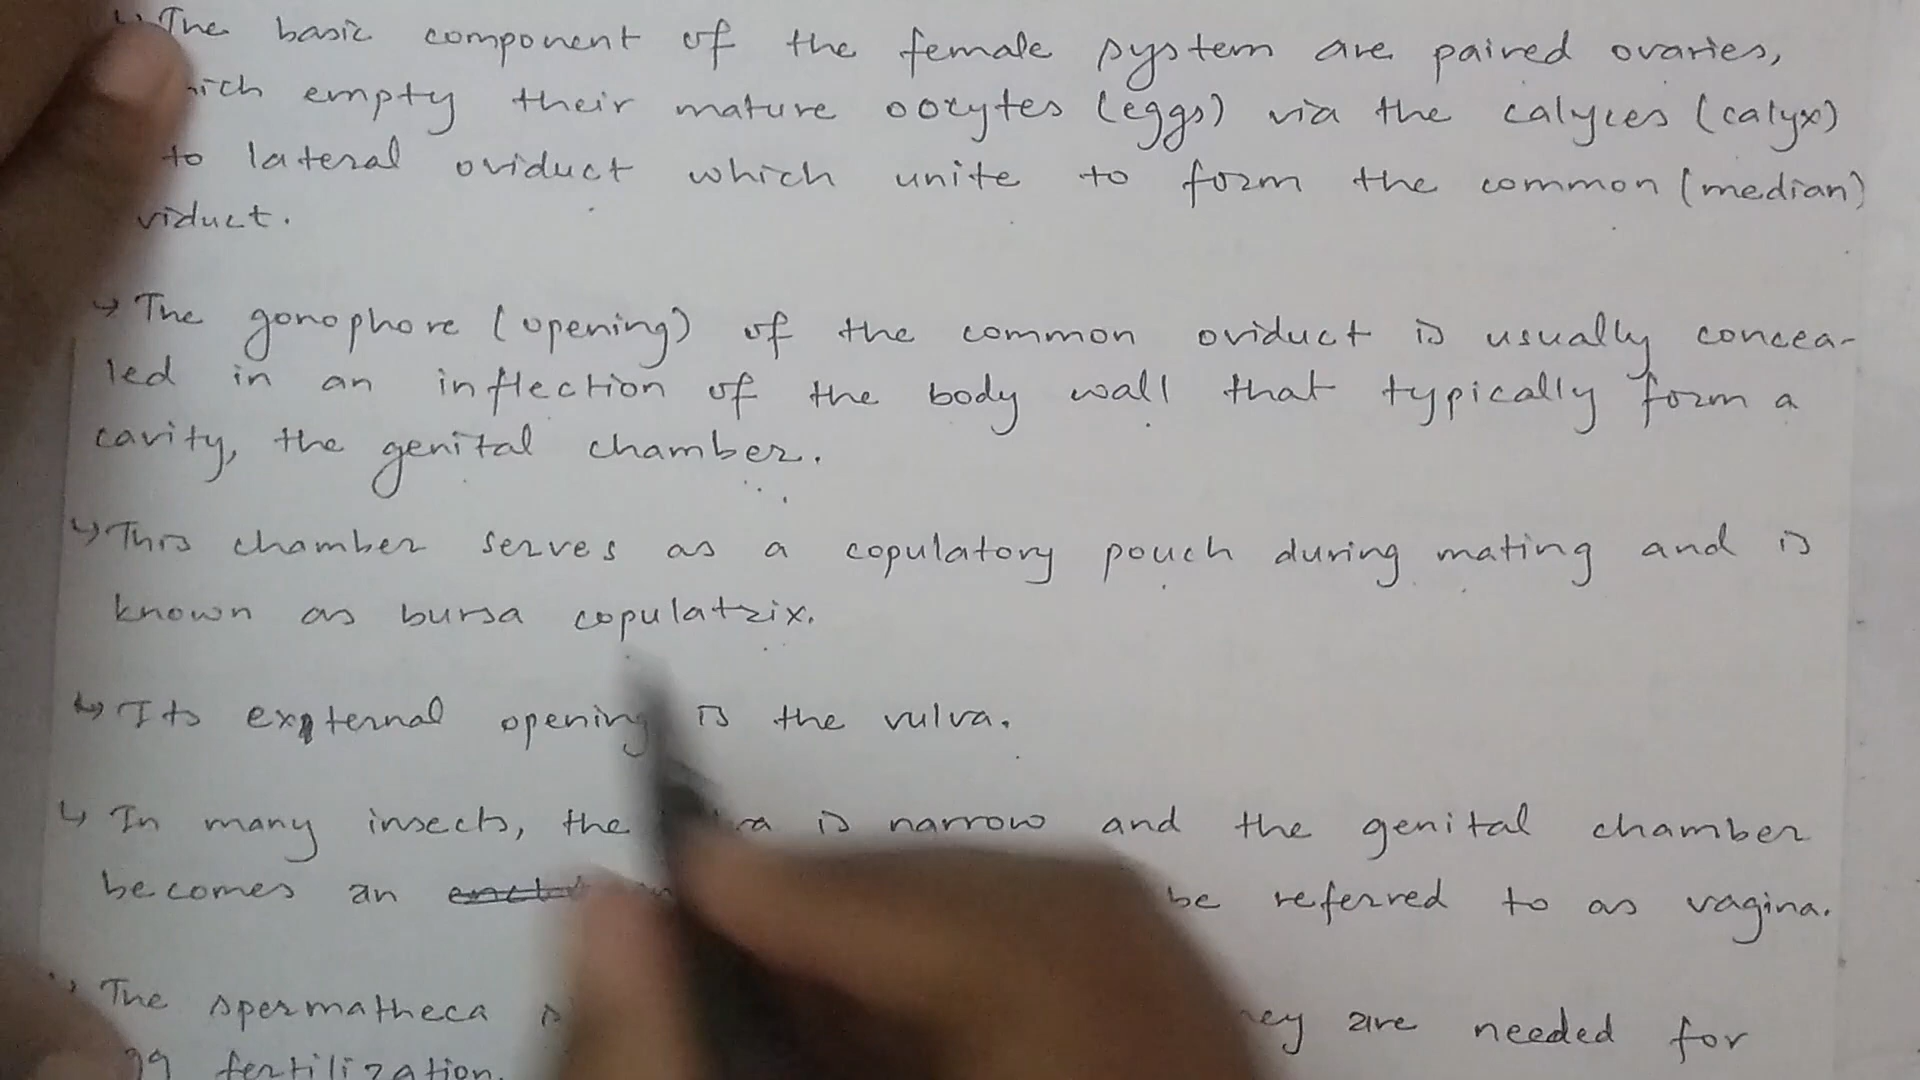 ↳ The basic component of the female system are paired ovaries,
empty their mature oocytes (eggs) via the calyces (calyx)
to lateral oviduct which unite to form the common (median)
viduct.
→ The gonophore (opening) of the common oviduct is usually concea-
led in an inflection of the body wall that typically form a
cavity, the genital chamber.
↳ This chamber serves as a copulatory pouch during mating and is
known as bursa copulatrix.
↳ Its external opening is the vulva.
↳ In many insects, the is narrow and the genital chamber
becomes an be referred to as vagina.
The spermatheca are needed for
fertilization.